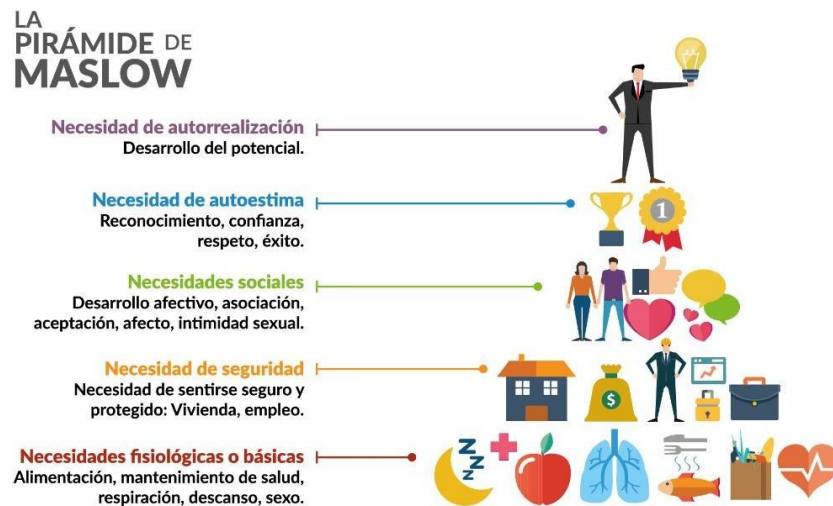 LA
PIRÁMIDE DE
MASLOW
Necesidad de autorrealización
Desarrollo del potencial.
Necesidad de autoestima
Reconocimiento, confianza,
respeto, éxito.
1
Necesidades sociales
Desarrollo afectivo, asociación,
aceptación, afecto, intimidad sexual.
Necesidad de seguridad
Necesidad de sentirse seguro y
protegido: Vivienda, empleo.
$
Necesidades fisiológicas o básicas
Alimentación, mantenimiento de salud,
respiración, descanso, sexo.
Z
Z
Z